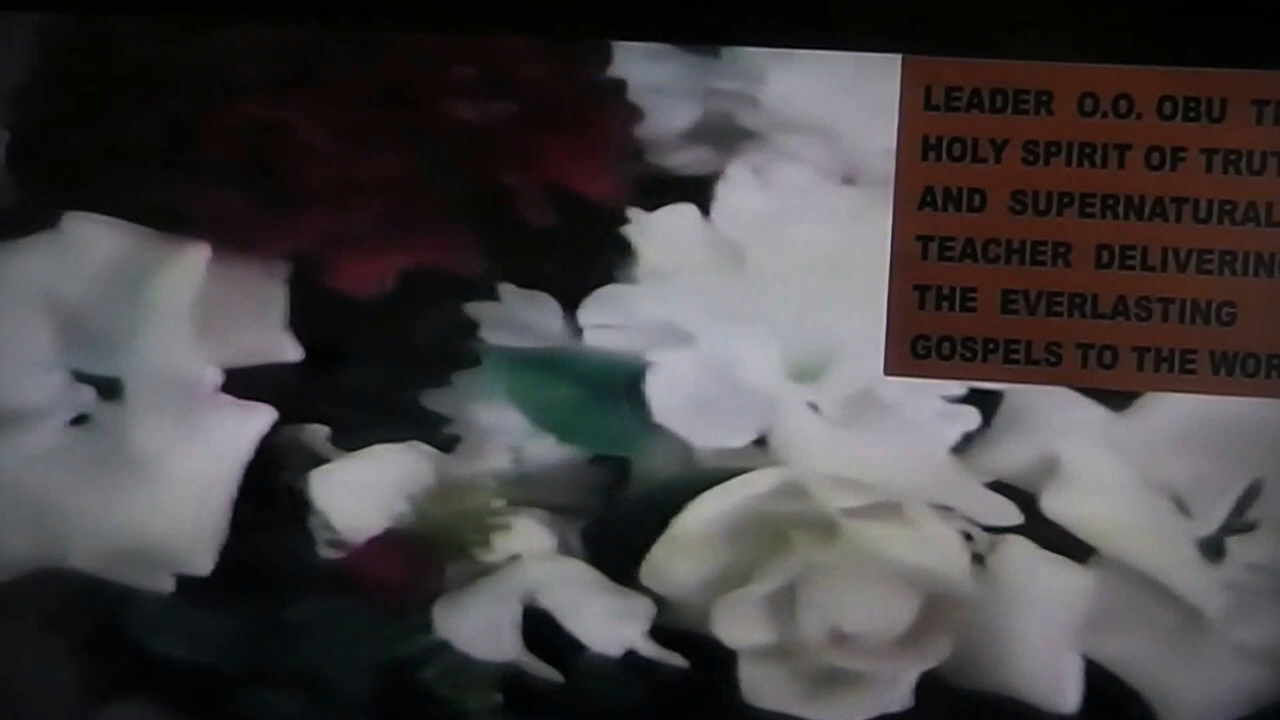 LEADER O.O. OBU
HOLY SPIRIT OF
AND SUPERNATURAL
TEACHER
THE EVERLASTING
GOSPELS TO THE